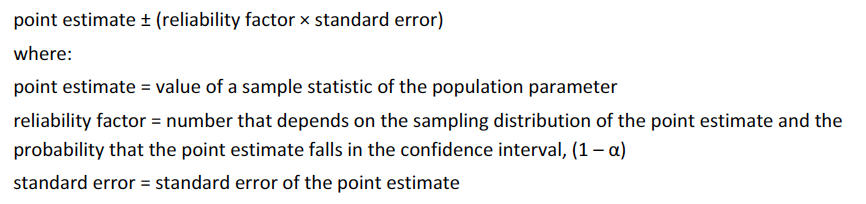 point estimate ± (reliability factor × standard error)
where:
point estimate = value of a sample statistic of the population parameter
reliability factor = number that depends on the sampling distribution of the point estimate and the
probability that the point estimate falls in the confidence interval, (1 – α)
standard error = standard error of the point estimate